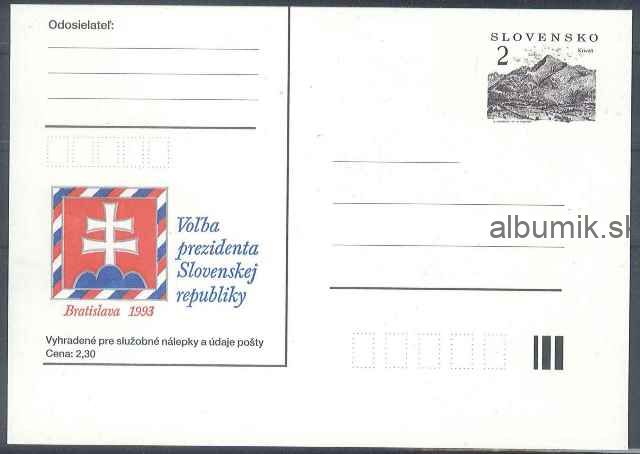 Odosielateľ:
SLOVENSKO
2
Kriváň
Voľba
prezidenta
Slovenskej
republiky
Bratislava 1993
albumik.sk
Vyhradené pre služobné nálepky a údaje pošty
Cena: 2,30